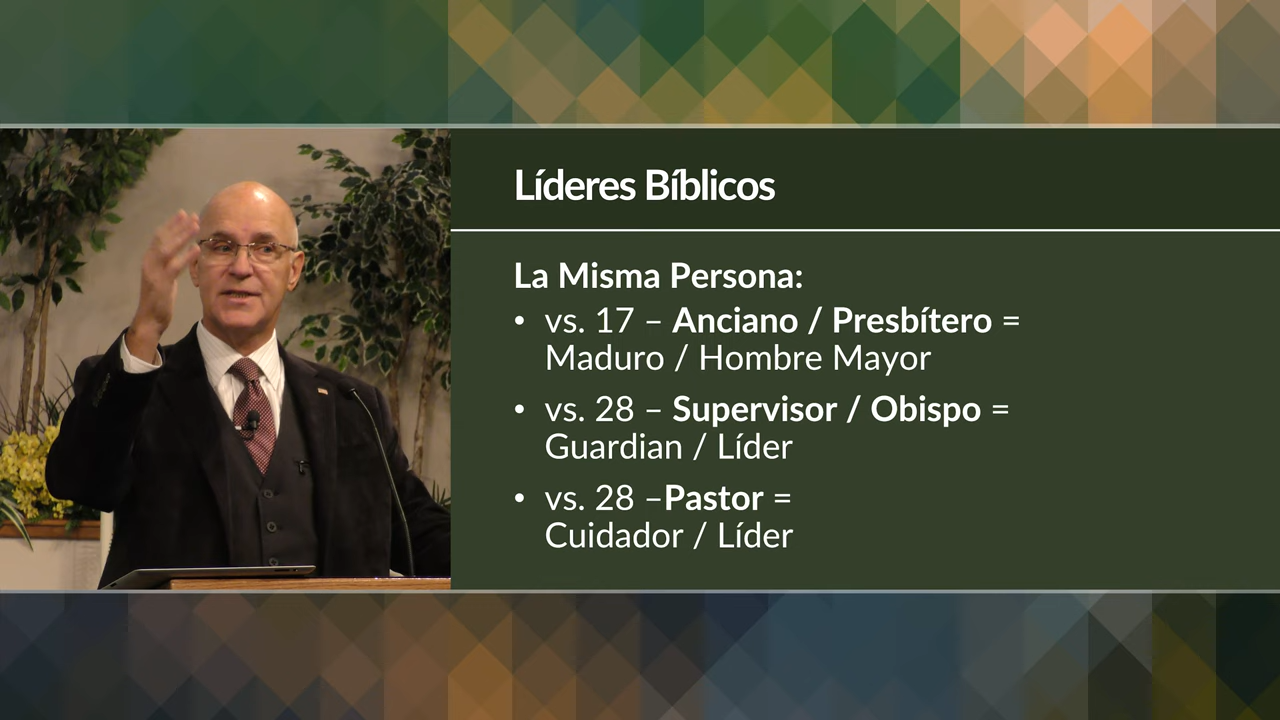 Líderes Bíblicos
La Misma Persona:
• vs. 17 – Anciano / Presbítero =
Maduro / Hombre Mayor
• vs. 28 – Supervisor / Obispo =
Guardian / Líder
• vs. 28 –Pastor =
Cuidador / Líder